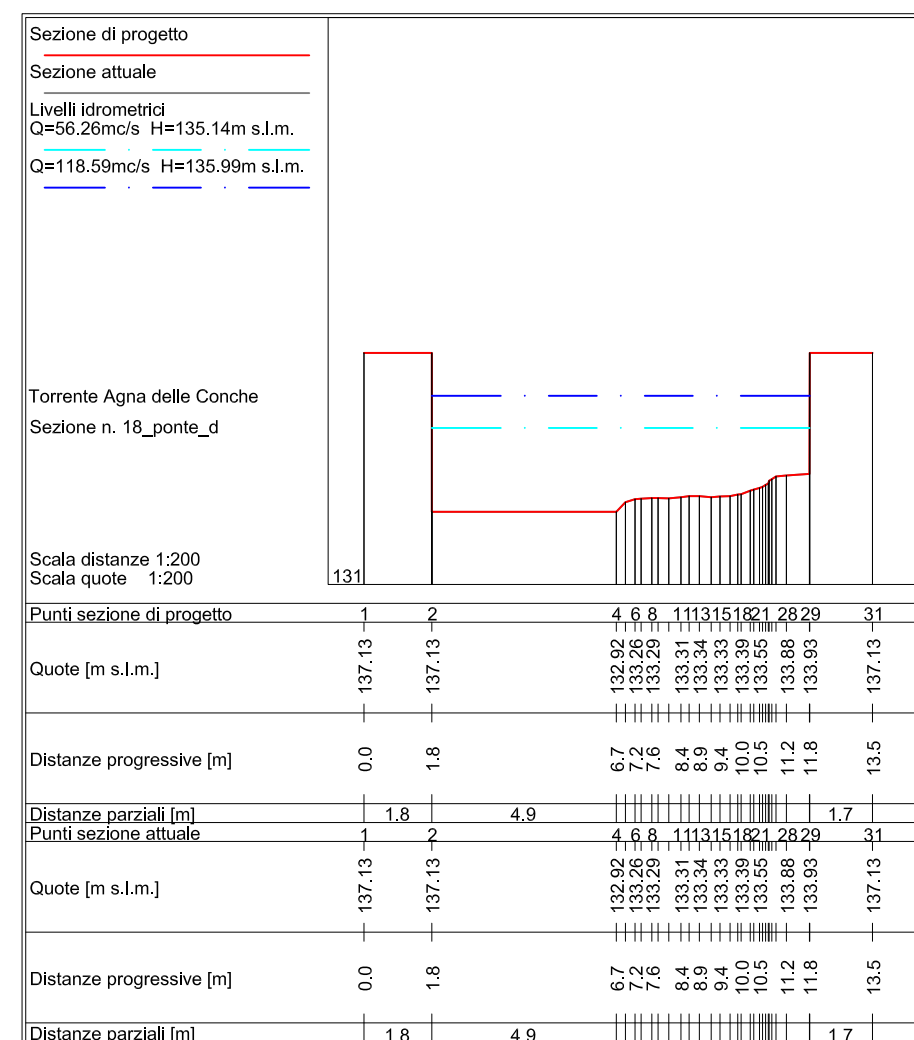 Sezione di progetto
Sezione attuale
Livelli idrometrici
Q=56.26mc/s H=135.14m s.l.m.
Q=118.59mc/s H=135.99m s.l.m.
Torrente Agna delle Conche
Sezione n. 18_ponte_d
Scala distanze 1:200
Scala quote 1:200
131
Punti sezione di progetto 1 2 4 6 8 11 13 15 18 21 28 29 31
Quote [m s.l.m.] 137.13 137.13 132.92 133.26 133.29 133.31 133.34 133.33 133.39 133.55 133.88 133.93 137.13
Distanze progressive [m] 0.0 1.8 6.7 7.2 7.6 8.4 8.9 9.4 10.0 10.5 11.2 11.8 13.5
Distanze parziali [m] 1.8 4.9 1.7
Punti sezione attuale 1 2 4 6 8 11 13 15 18 21 28 29 31
Quote [m s.l.m.] 137.13 137.13 132.92 133.26 133.29 133.31 133.34 133.33 133.39 133.55 133.88 133.93 137.13
Distanze progressive [m] 0.0 1.8 6.7 7.2 7.6 8.4 8.9 9.4 10.0 10.5 11.2 11.8 13.5
Distanze parziali [m] 1.8 4.9 1.7